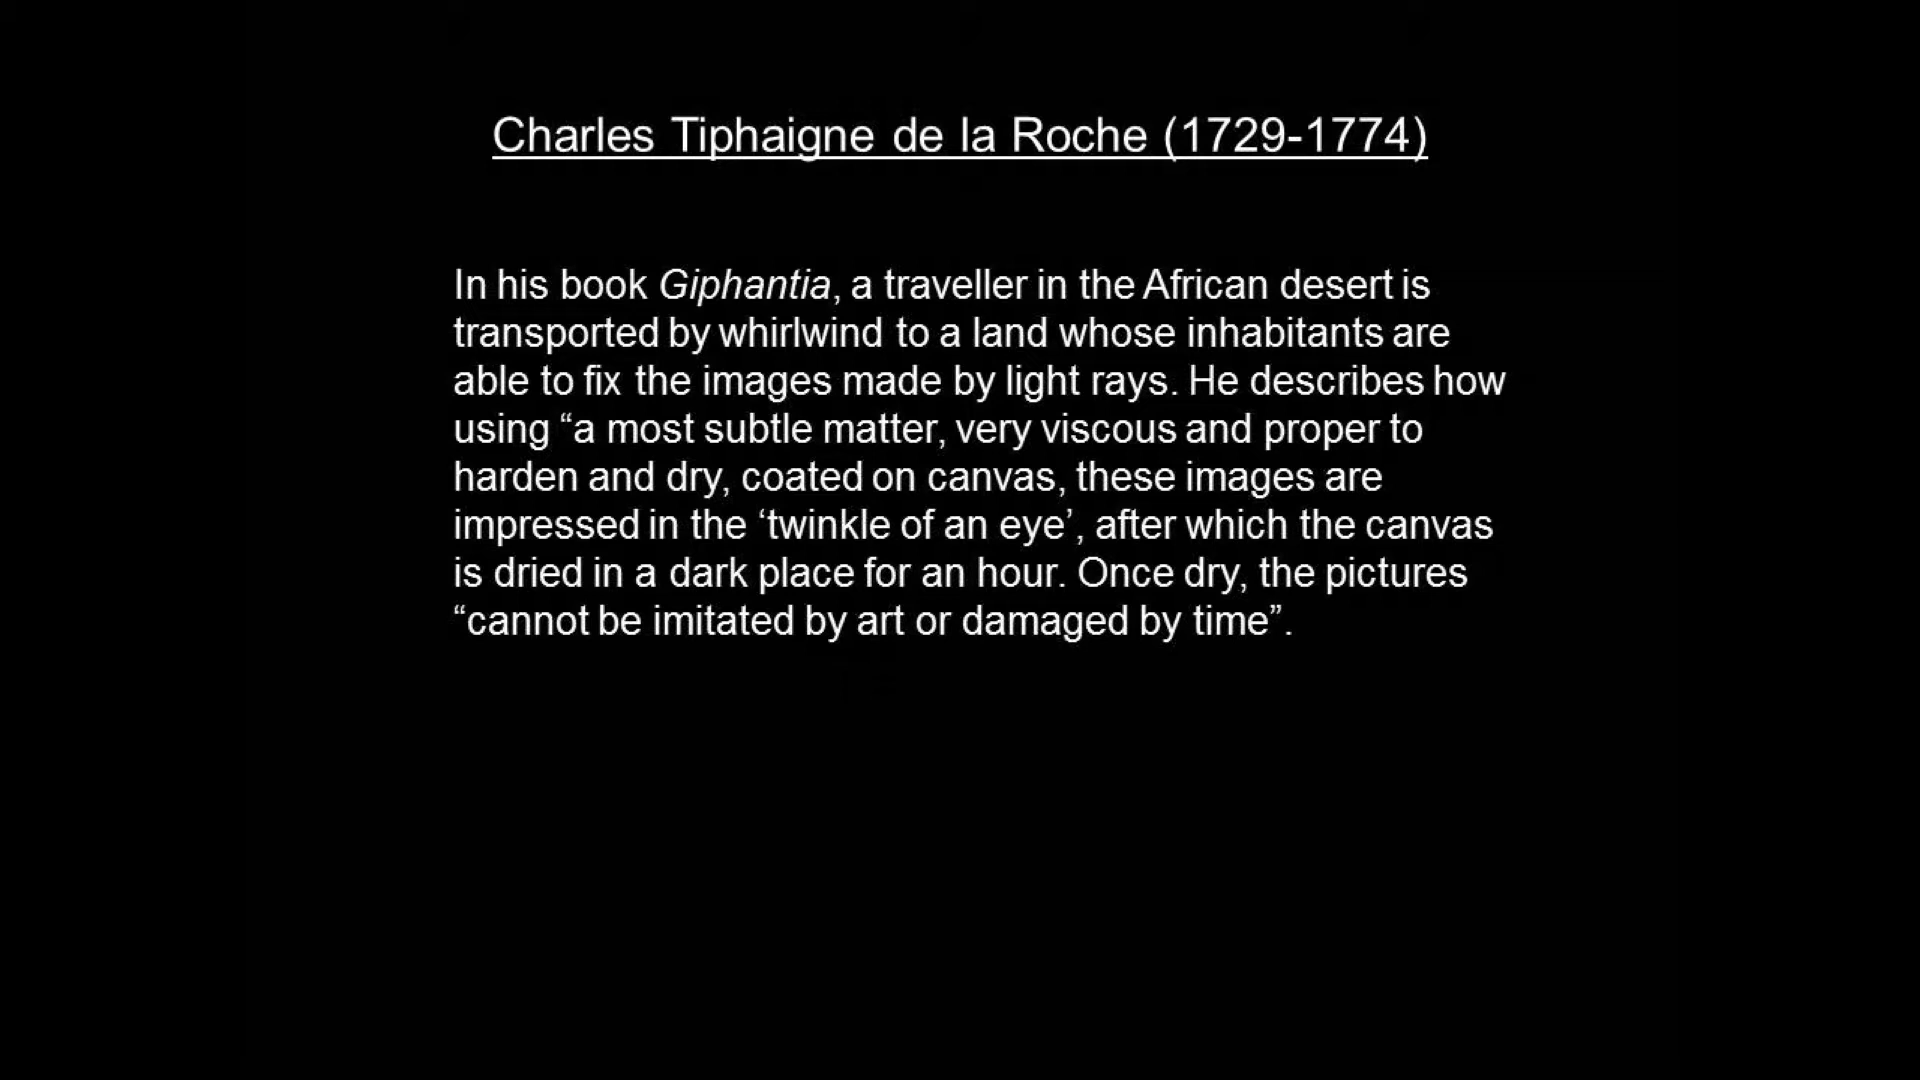 Charles Tiphaigne de la Roche (1729-1774)
In his book Giphantia, a traveller in the African desert is
transported by whirlwind to a land whose inhabitants are
able to fix the images made by light rays. He describes how
using “a most subtle matter, very viscous and proper to
harden and dry, coated on canvas, these images are
impressed in the ‘twinkle of an eye’, after which the canvas
is dried in a dark place for an hour. Once dry, the pictures
“cannot be imitated by art or damaged by time”.